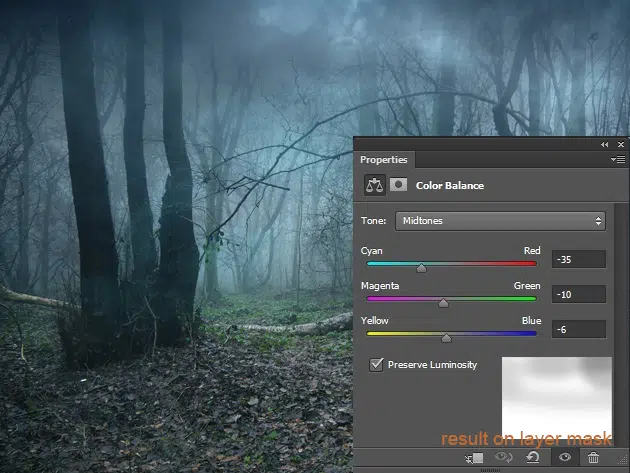 Properties
Color Balance
Tone: Midtones
Cyan Red -35
Magenta Green -10
Yellow Blue -6
Preserve Luminosity
result on layer mask